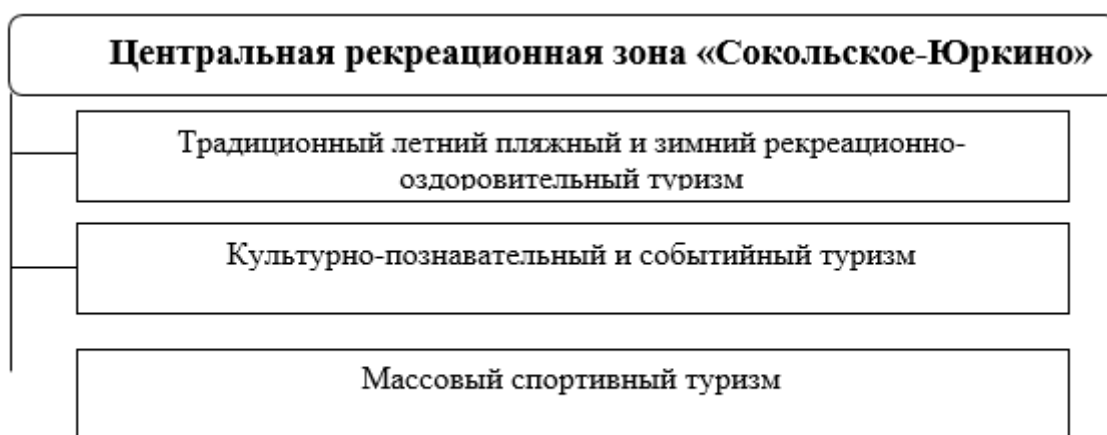 Центральная рекреационная зона «Сокольское-Юркино»
Традиционный летний пляжный и зимний рекреационно-
оздоровительный туризм
Культурно-познавательный и событийный туризм
Массовый спортивный туризм